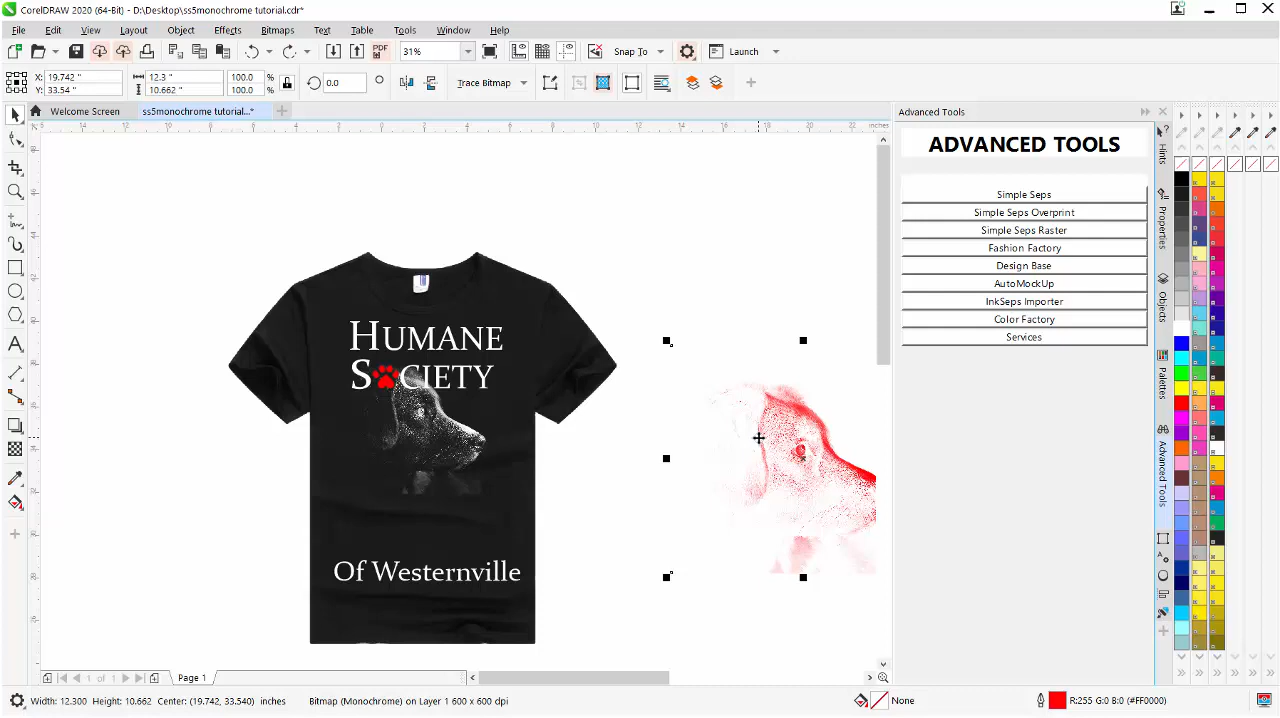 CorelDRAW 2020 (64-Bit) - D:\Desktop\ss5monochrome tutorial.cdr*
File Edit View Layout Object Effects Bitmaps Text Table Tools Window Help
PDF 31% Snap To Launch
X: 19.742 " 12.3 " 100.0 % 0.0 Trace Bitmap
Y: 33.54 " 10.662 " 100.0 %
Welcome Screen ss5monochrome tutorial...* Advanced Tools
inches
ADVANCED TOOLS
Simple Seps
Simple Seps Overprint
Simple Seps Raster
Fashion Factory
Design Base
AutoMockUp
InkSeps Importer
Color Factory
Services
Hints
Properties
Objects
Palettes
Advanced Tools
HUMANE
SOCIETY
Of Westernville
1 of 1 Page 1
Width: 12.300 Height: 10.662 Center: (19.742, 33.540) inches Bitmap (Monochrome) on Layer 1 600 x 600 dpi None R:255 G:0 B:0 (#FF0000)